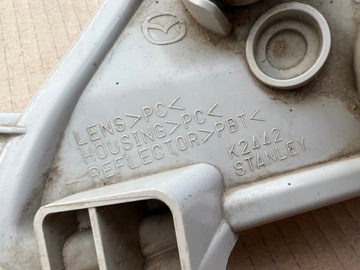 LENS>PC<
HOUSING>PC<
REFLECTOR>PBT<
K2442
STANLEY